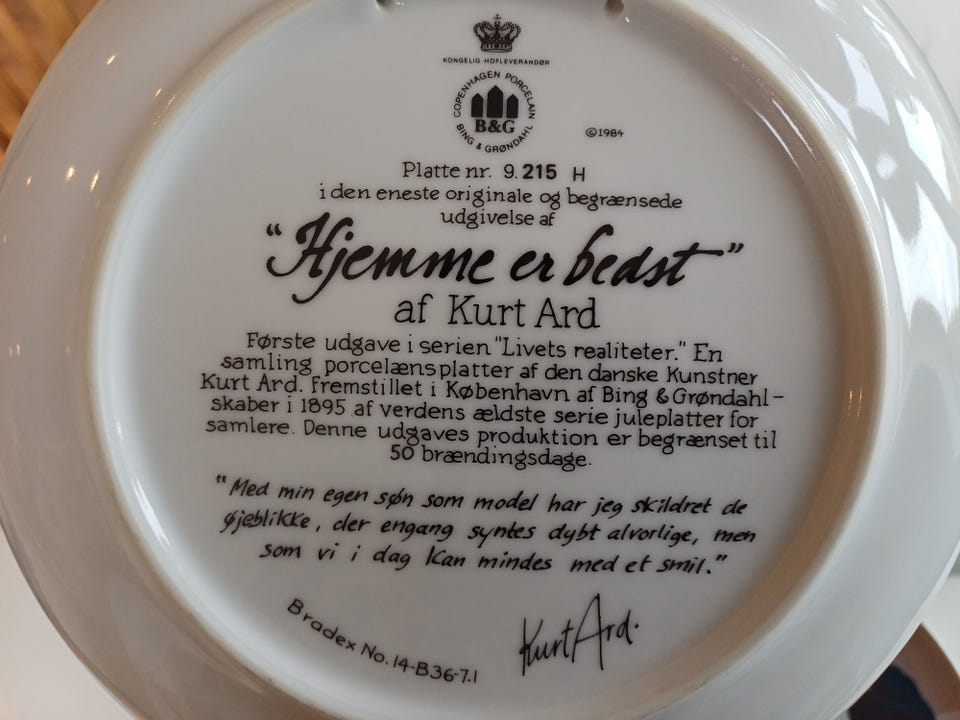 KONGELIG HOFLEVERANDØR
COPENHAGEN PORCELAIN
B&G
BING & GRØNDAHL
©1984
Platte nr. 9.215 H
i den eneste originale og begrænsede
udgivelse af
"Hjemme er bedst"
af Kurt Ard
Første udgave i serien "Livets realiteter." En
samling porcelænsplatter af den danske Kunstner
Kurt Ard. Fremstillet i København af Bing & Grøndahl-
skaber i 1895 af verdens ældste serie juleplatter for
samlere. Denne udgaves produktion er begrænset til
50 brændingsdage.
"Med min egen søn som model har jeg skildret de
øjeblikke, der engang syntes dybt alvorlige, men
som vi i dag kan mindes med et smil."
Bradex No. 14-B36-7.1
Kurt Ard.